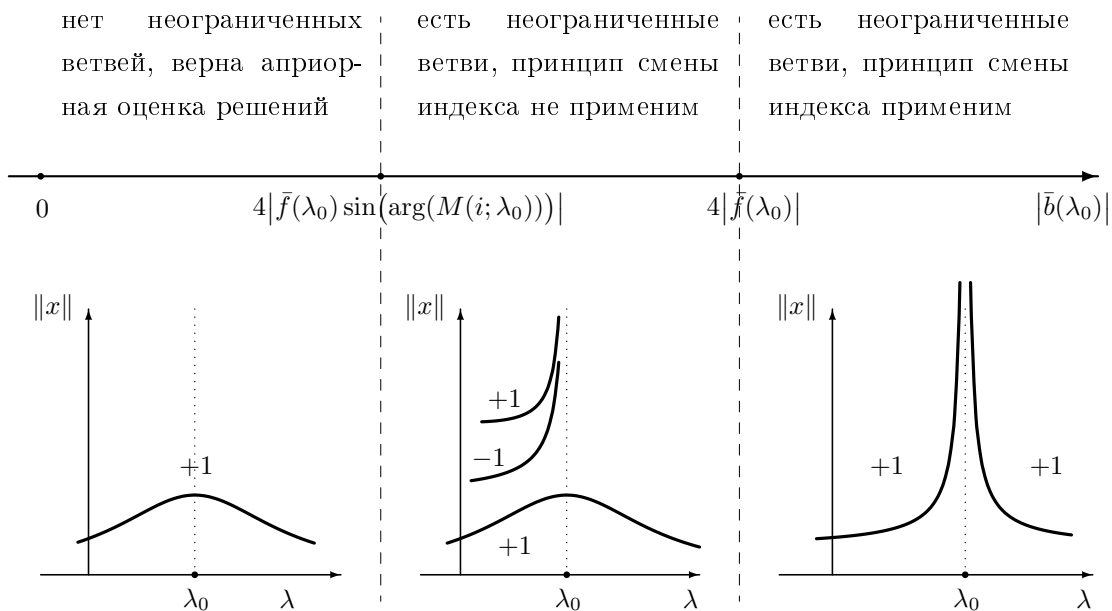 нет неограниченных
ветвей, верна априор-
ная оценка решений
есть неограниченные
ветви, принцип смены
индекса не применим
есть неограниченные
ветви, принцип смены
индекса применим
0
4|f̄(λ₀) sin(arg(M(i; λ₀)))|
4|f̄(λ₀)|
|b̄(λ₀)|
‖x‖
+1
λ₀
λ
‖x‖
+1
−1
+1
λ₀
λ
‖x‖
+1
+1
λ₀
λ